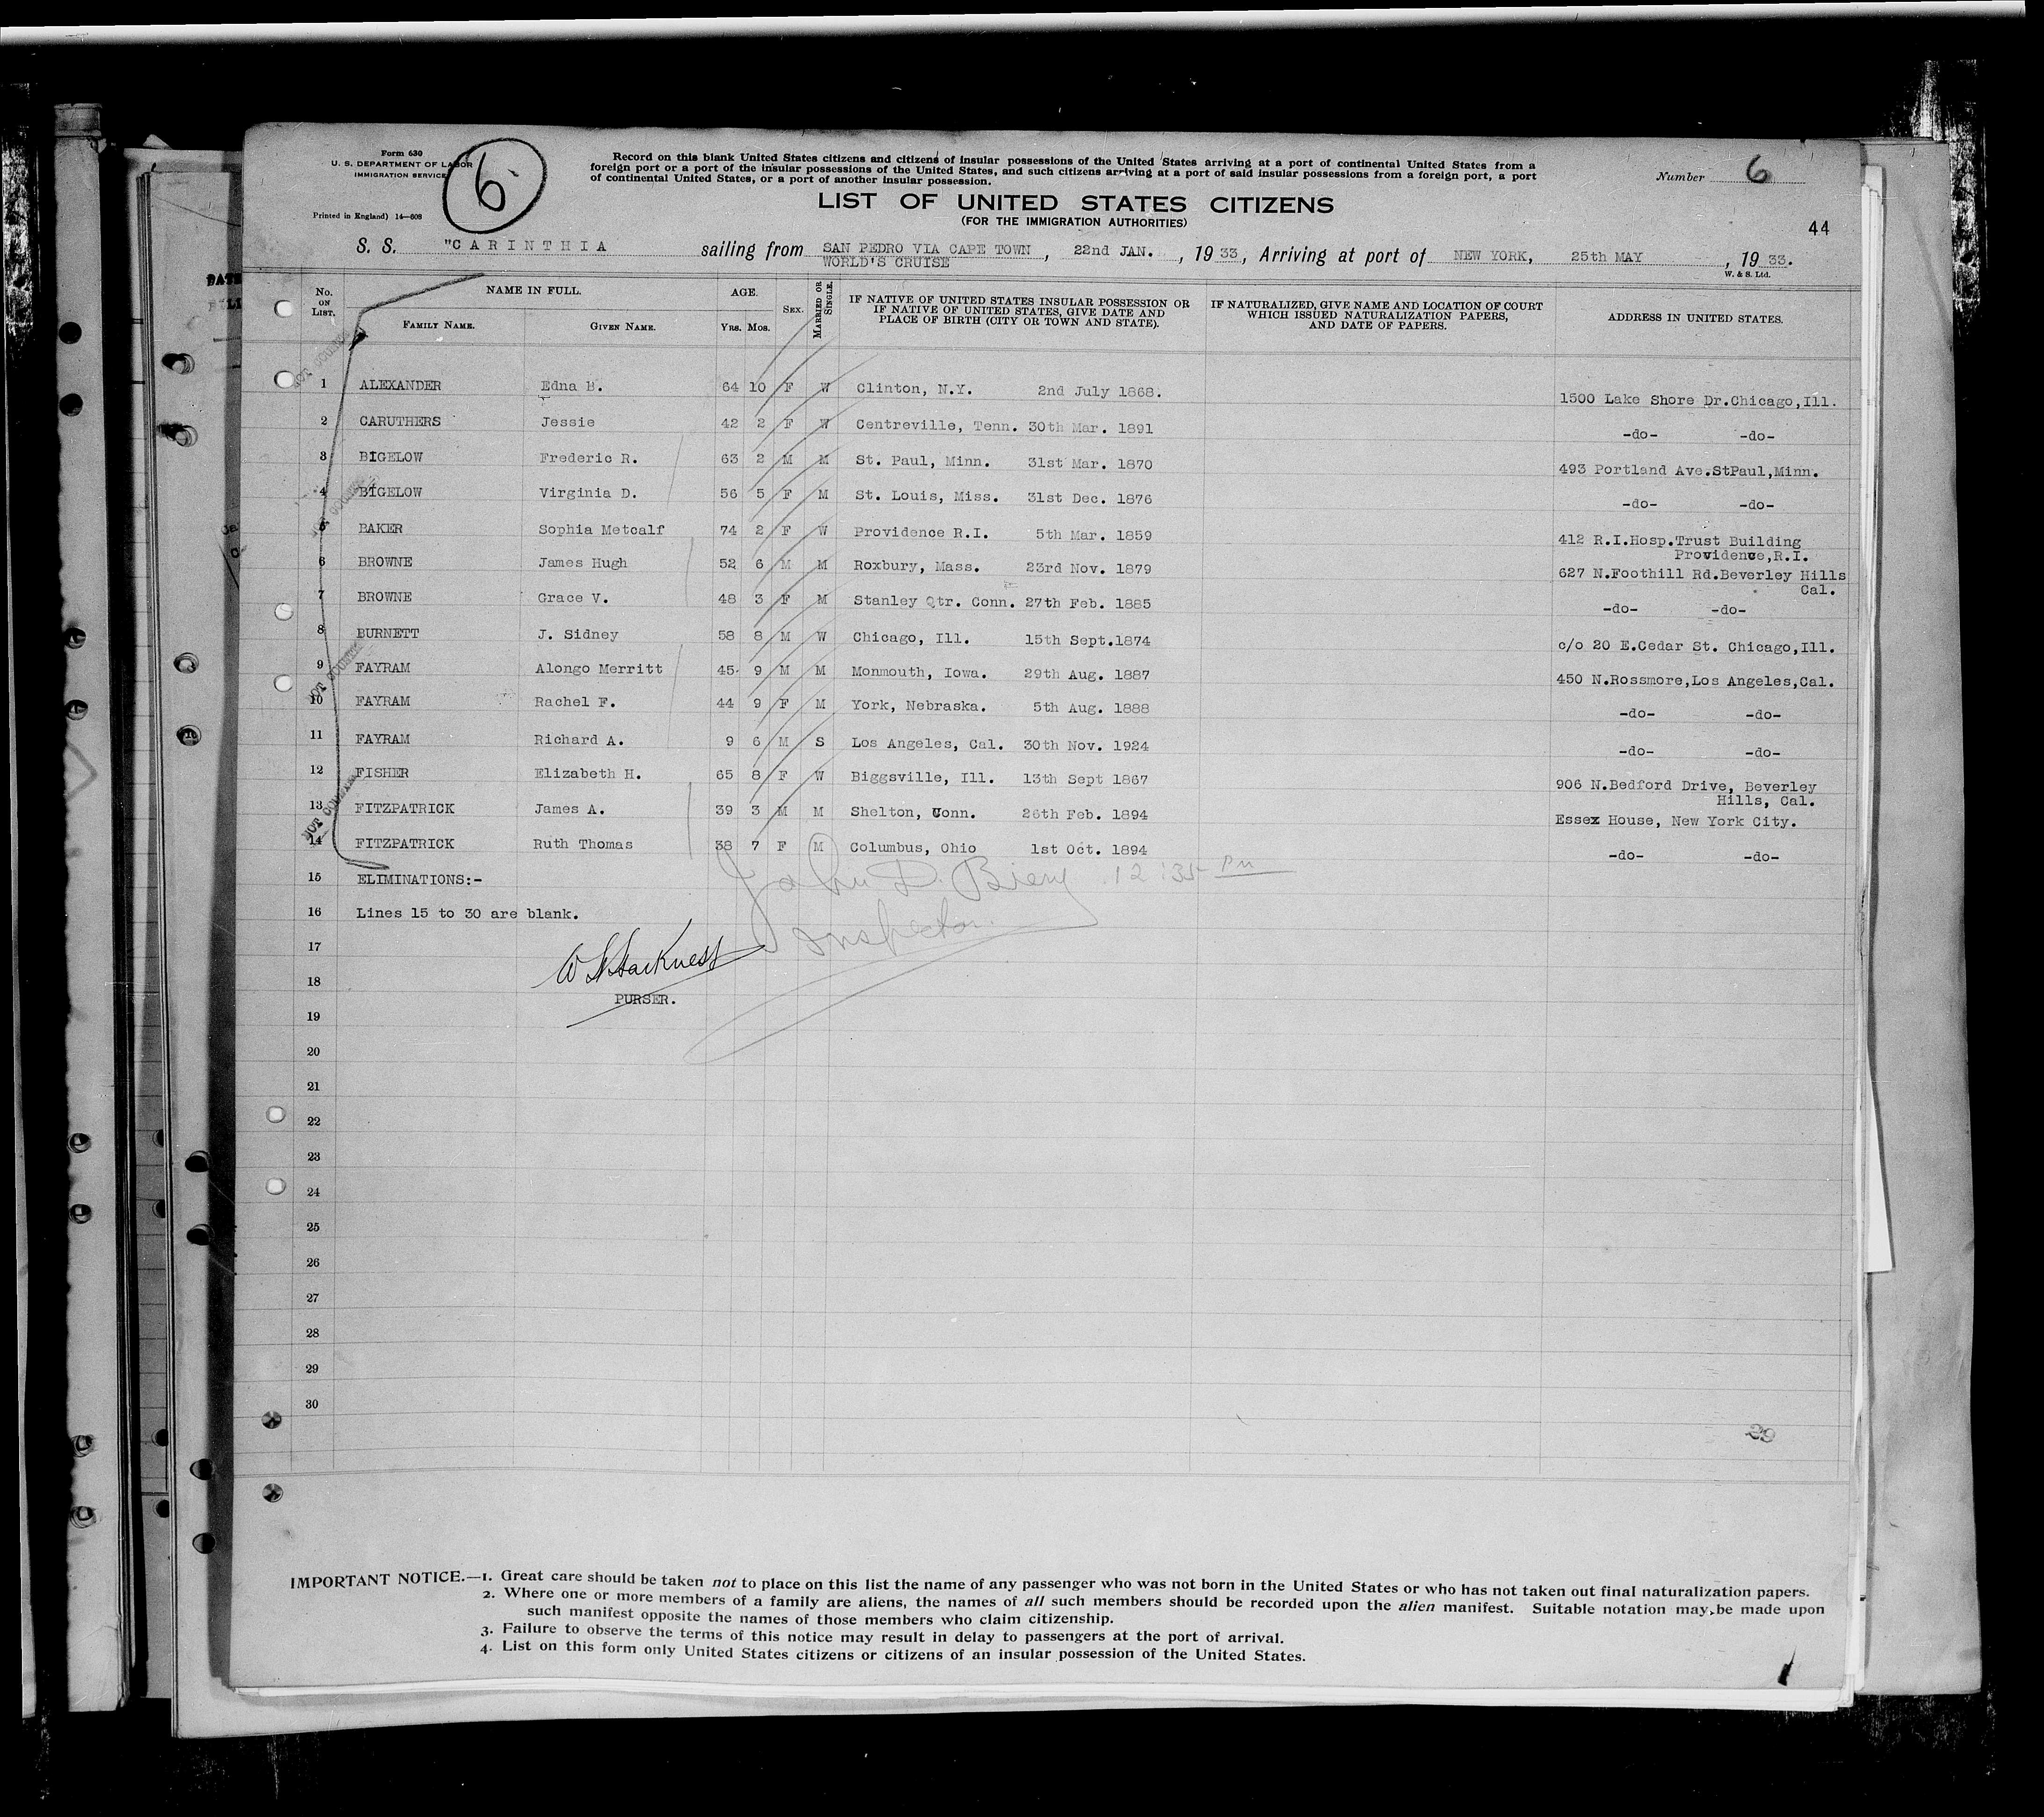 Form 630
U. S. DEPARTMENT OF LABOR
IMMIGRATION SERVICE
6
Printed in England) 14—608
Record on this blank United States citizens and citizens of insular possessions of the United States arriving at a port of continental United States from a
foreign port or a port of the insular possessions of the United States, and such citizens arriving at a port of said insular possessions from a foreign port, a port
of continental United States, or a port of another insular possession.
Number 6
LIST OF UNITED STATES CITIZENS
(FOR THE IMMIGRATION AUTHORITIES)
44
S. S. "CARINTHIA sailing from SAN PEDRO VIA CAPE TOWN WORLD'S CRUISE, 22nd JAN., 1933, Arriving at port of NEW YORK, 25th MAY, 1933.
W. & S. Ltd.
No. ON LIST. NAME IN FULL. AGE. SEX. MARRIED OR SINGLE. IF NATIVE OF UNITED STATES INSULAR POSSESSION OR IF NATIVE OF UNITED STATES, GIVE DATE AND PLACE OF BIRTH (CITY OR TOWN AND STATE). IF NATURALIZED, GIVE NAME AND LOCATION OF COURT WHICH ISSUED NATURALIZATION PAPERS, AND DATE OF PAPERS. ADDRESS IN UNITED STATES.
FAMILY NAME. GIVEN NAME. YRS. MOS.
1 ALEXANDER Edna B. 64 10 F W Clinton, N.Y. 2nd July 1868. 1500 Lake Shore Dr.Chicago,Ill.
2 CARUTHERS Jessie 42 2 F W Centreville, Tenn. 30th Mar. 1891 -do- -do-
3 BIGELOW Frederic R. 63 2 M M St. Paul, Minn. 31st Mar. 1870 493 Portland Ave.StPaul,Minn.
4 BIGELOW Virginia D. 56 5 F M St. Louis, Miss. 31st Dec. 1876 -do- -do-
5 BAKER Sophia Metcalf 74 2 F W Providence R.I. 5th Mar. 1859 412 R.I.Hosp.Trust Building
Providence,R.I.
6 BROWNE James Hugh 52 6 M M Roxbury, Mass. 23rd Nov. 1879 627 N.Foothill Rd.Beverley Hills
Cal.
7 BROWNE Grace V. 48 3 F M Stanley Qtr. Conn. 27th Feb. 1885 -do- -do-
8 BURNETT J. Sidney 58 8 M W Chicago, Ill. 15th Sept.1874 c/o 20 E.Cedar St. Chicago,Ill.
9 FAYRAM Alongo Merritt 45 9 M M Monmouth, Iowa. 29th Aug. 1887 450 N.Rossmore,Los Angeles,Cal.
10 FAYRAM Rachel F. 44 9 F M York, Nebraska. 5th Aug. 1888 -do- -do-
11 FAYRAM Richard A. 9 6 M S Los Angeles, Cal. 30th Nov. 1924 -do- -do-
12 FISHER Elizabeth H. 65 8 F W Biggsville, Ill. 13th Sept 1867 906 N.Bedford Drive, Beverley
Hills, Cal.
13 FITZPATRICK James A. 39 3 M M Shelton, Conn. 26th Feb. 1894 Essex House, New York City.
14 FITZPATRICK Ruth Thomas 38 7 F M Columbus, Ohio 1st Oct. 1894 -do- -do-
15 ELIMINATIONS:-
John D. Bieny 12:35 pm
16 Lines 15 to 30 are blank.
Inspector.
17
W Harkness
18
PURSER.
19
20
21
22
23
24
25
26
27
28
29
30
29
IMPORTANT NOTICE.—1. Great care should be taken not to place on this list the name of any passenger who was not born in the United States or who has not taken out final naturalization papers.
2. Where one or more members of a family are aliens, the names of all such members should be recorded upon the alien manifest. Suitable notation may be made upon
such manifest opposite the names of those members who claim citizenship.
3. Failure to observe the terms of this notice may result in delay to passengers at the port of arrival.
4. List on this form only United States citizens or citizens of an insular possession of the United States.